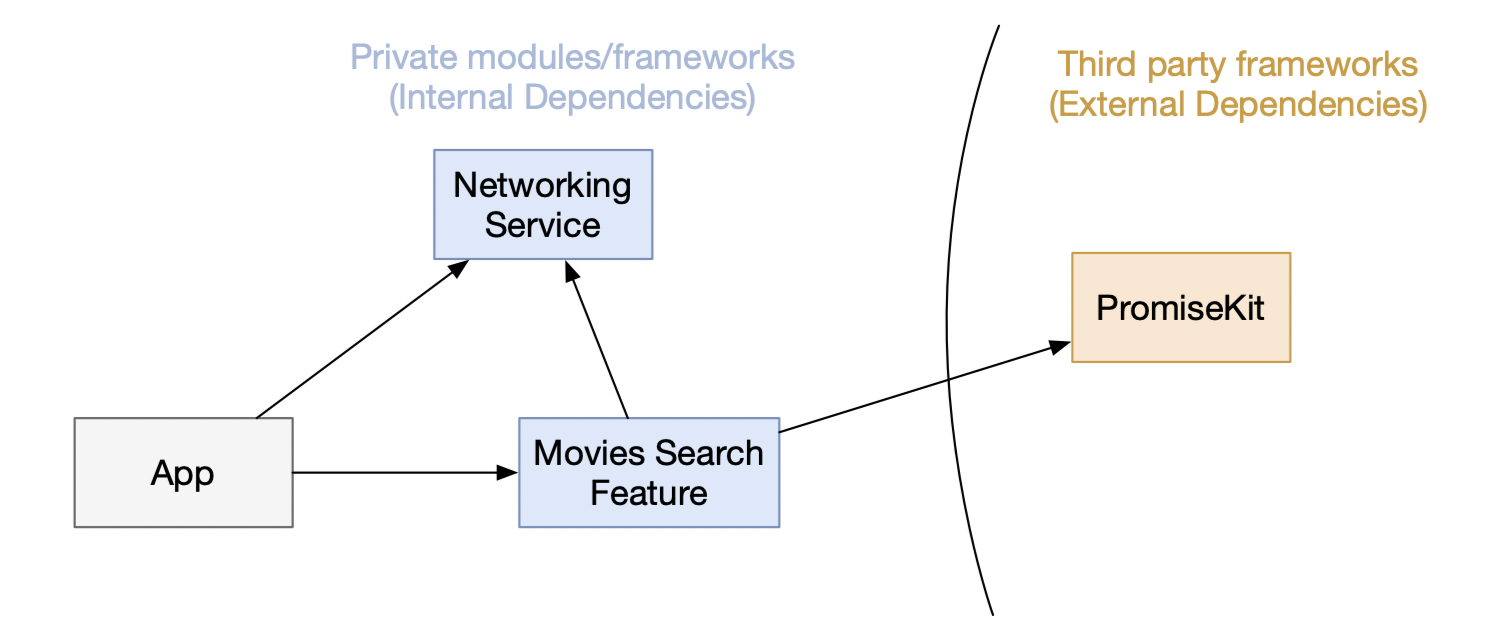 Private modules/frameworks
(Internal Dependencies)
Third party frameworks
(External Dependencies)
Networking
Service
PromiseKit
App
Movies Search
Feature